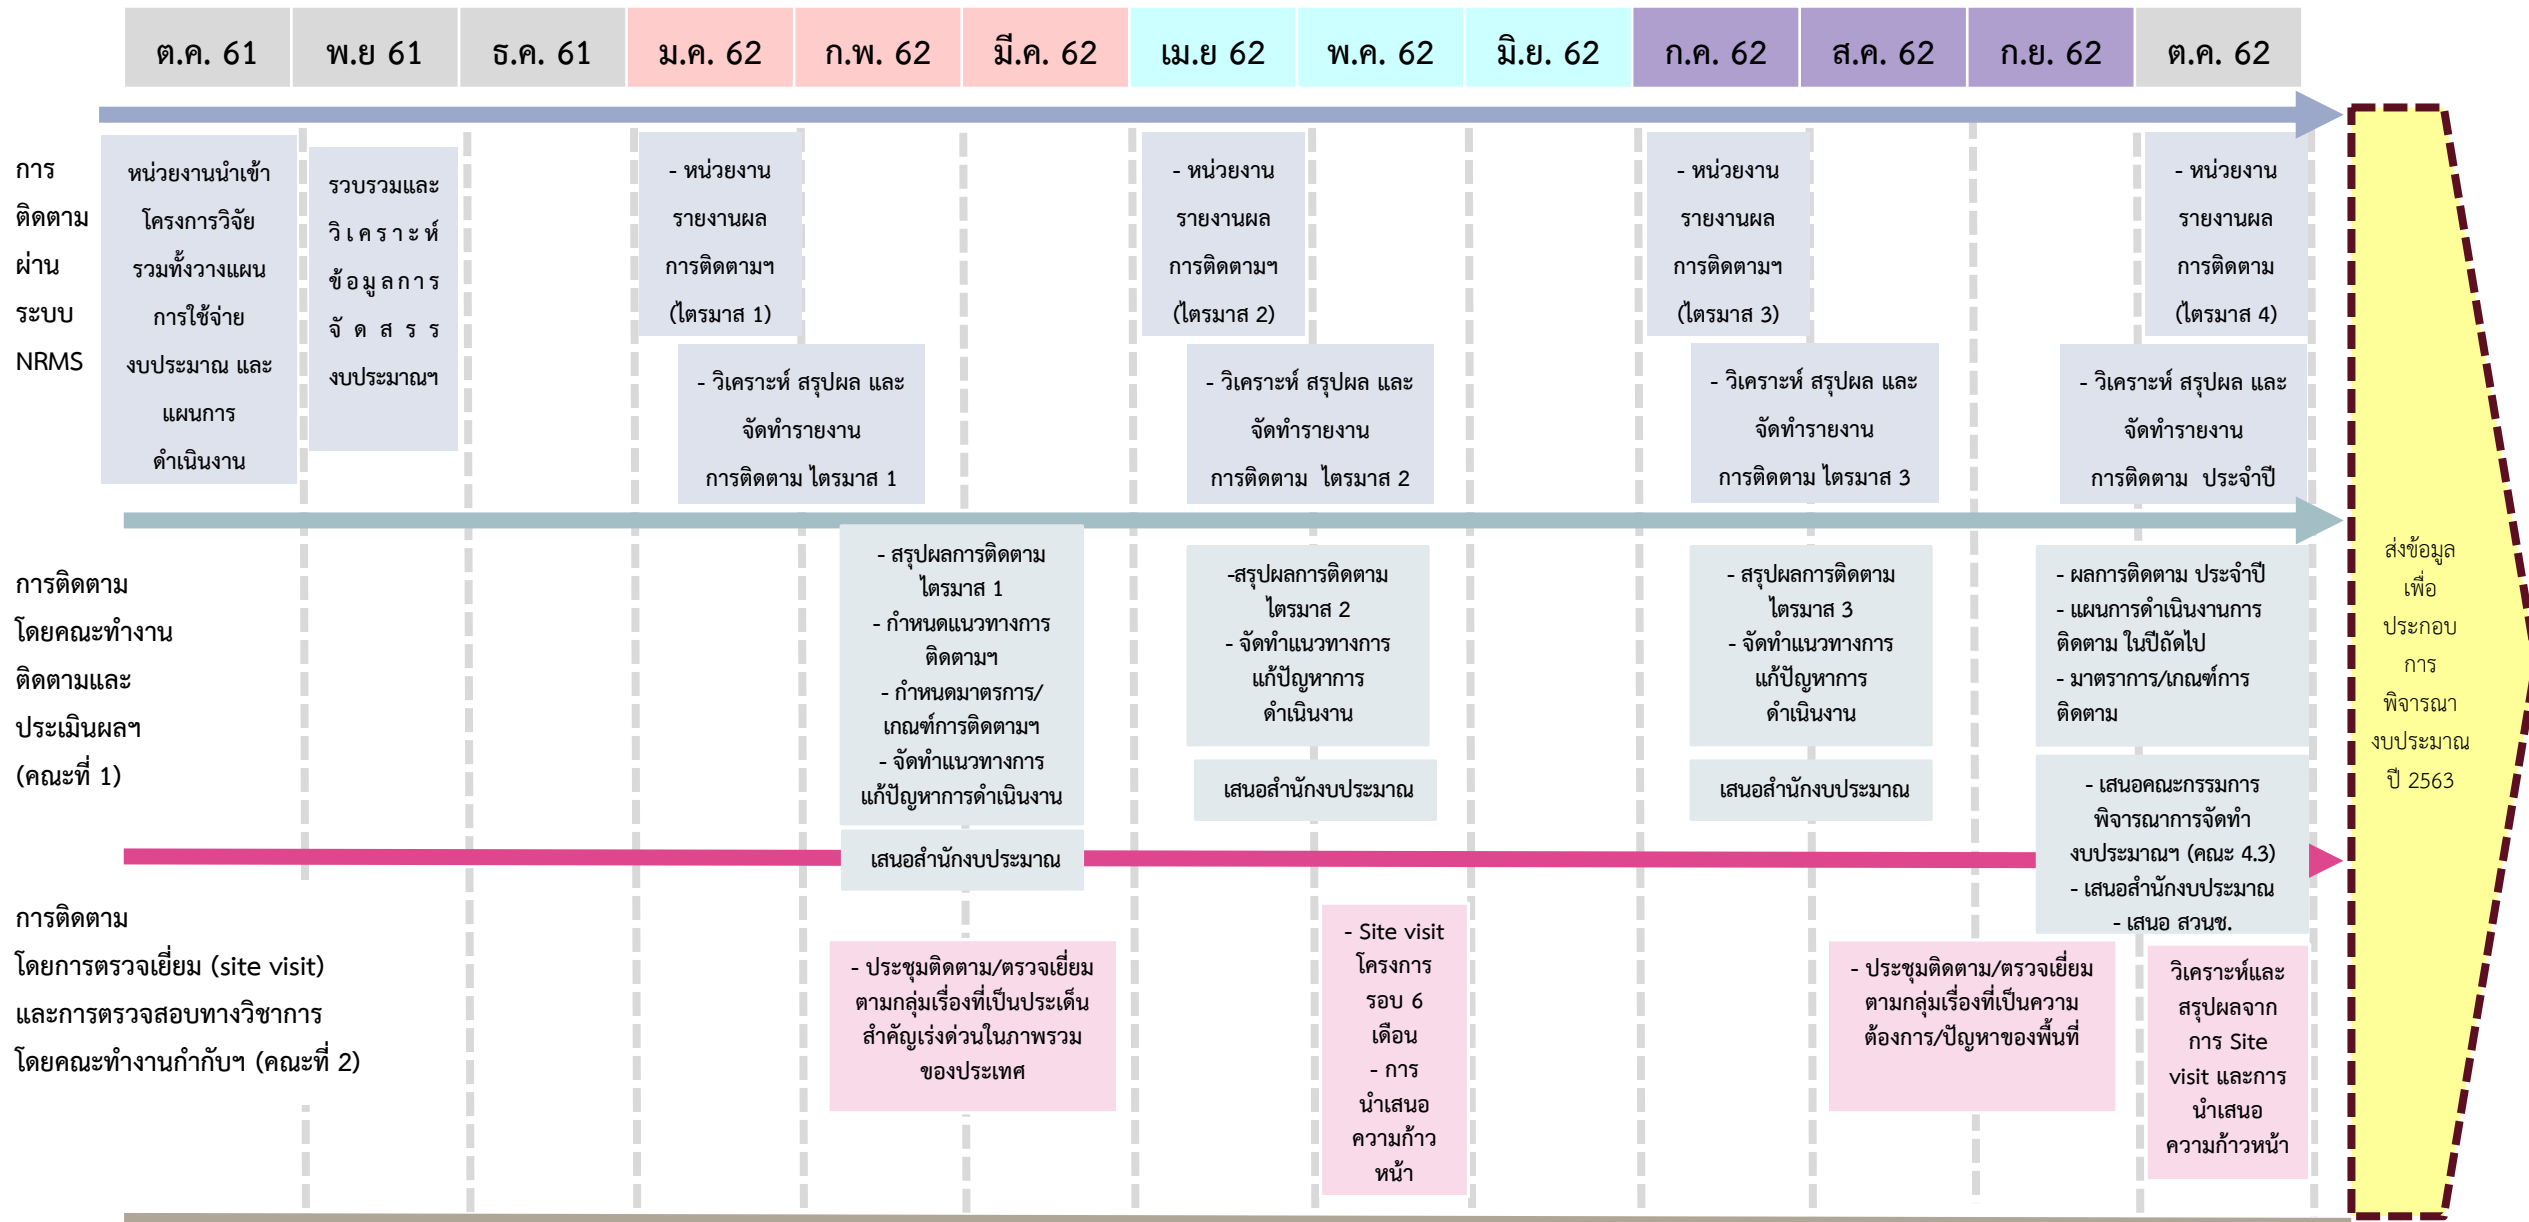 ต.ค. 61
พ.ย 61
ธ.ค. 61
ม.ค. 62
ก.พ. 62
มี.ค. 62
เม.ย 62
พ.ค. 62
มิ.ย. 62
ก.ค. 62
ส.ค. 62
ก.ย. 62
ต.ค. 62
การ
ติดตาม
ผ่าน
ระบบ
NRMS
หน่วยงานนำเข้า
โครงการวิจัย
รวมทั้งวางแผน
การใช้จ่าย
งบประมาณ และ
แผนการ
ดำเนินงาน
รวบรวมและ
วิเคราะห์
ข้อมูลการ
จัดสรร
งบประมาณฯ
- หน่วยงาน
รายงานผล
การติดตามฯ
(ไตรมาส 1)
- วิเคราะห์ สรุปผล และ
จัดทำรายงาน
การติดตาม ไตรมาส 1
- หน่วยงาน
รายงานผล
การติดตามฯ
(ไตรมาส 2)
- วิเคราะห์ สรุปผล และ
จัดทำรายงาน
การติดตาม ไตรมาส 2
- หน่วยงาน
รายงานผล
การติดตามฯ
(ไตรมาส 3)
- วิเคราะห์ สรุปผล และ
จัดทำรายงาน
การติดตาม ไตรมาส 3
- หน่วยงาน
รายงานผล
การติดตาม
(ไตรมาส 4)
- วิเคราะห์ สรุปผล และ
จัดทำรายงาน
การติดตาม ประจำปี
การติดตาม
โดยคณะทำงาน
ติดตามและ
ประเมินผลฯ
(คณะที่ 1)
- สรุปผลการติดตาม
ไตรมาส 1
- กำหนดแนวทางการ
ติดตามฯ
- กำหนดมาตรการ/
เกณฑ์การติดตามฯ
- จัดทำแนวทางการ
แก้ปัญหาการดำเนินงาน
เสนอสำนักงบประมาณ
-สรุปผลการติดตาม
ไตรมาส 2
- จัดทำแนวทางการ
แก้ปัญหาการ
ดำเนินงาน
เสนอสำนักงบประมาณ
- สรุปผลการติดตาม
ไตรมาส 3
- จัดทำแนวทางการ
แก้ปัญหาการ
ดำเนินงาน
เสนอสำนักงบประมาณ
- ผลการติดตาม ประจำปี
- แผนการดำเนินงานการ
ติดตาม ในปีถัดไป
- มาตราการ/เกณฑ์การ
ติดตาม
- เสนอคณะกรรมการ
พิจารณาการจัดทำ
งบประมาณฯ (คณะ 4.3)
- เสนอสำนักงบประมาณ
- เสนอ สวนช.
การติดตาม
โดยการตรวจเยี่ยม (site visit)
และการตรวจสอบทางวิชาการ
โดยคณะทำงานกำกับฯ (คณะที่ 2)
- ประชุมติดตาม/ตรวจเยี่ยม
ตามกลุ่มเรื่องที่เป็นประเด็น
สำคัญเร่งด่วนในภาพรวม
ของประเทศ
- Site visit
โครงการ
รอบ 6
เดือน
- การ
นำเสนอ
ความก้าว
หน้า
- ประชุมติดตาม/ตรวจเยี่ยม
ตามกลุ่มเรื่องที่เป็นความ
ต้องการ/ปัญหาของพื้นที่
วิเคราะห์และ
สรุปผลจาก
การ Site
visit และการ
นำเสนอ
ความก้าวหน้า
ส่งข้อมูล
เพื่อ
ประกอบ
การ
พิจารณา
งบประมาณ
ปี 2563